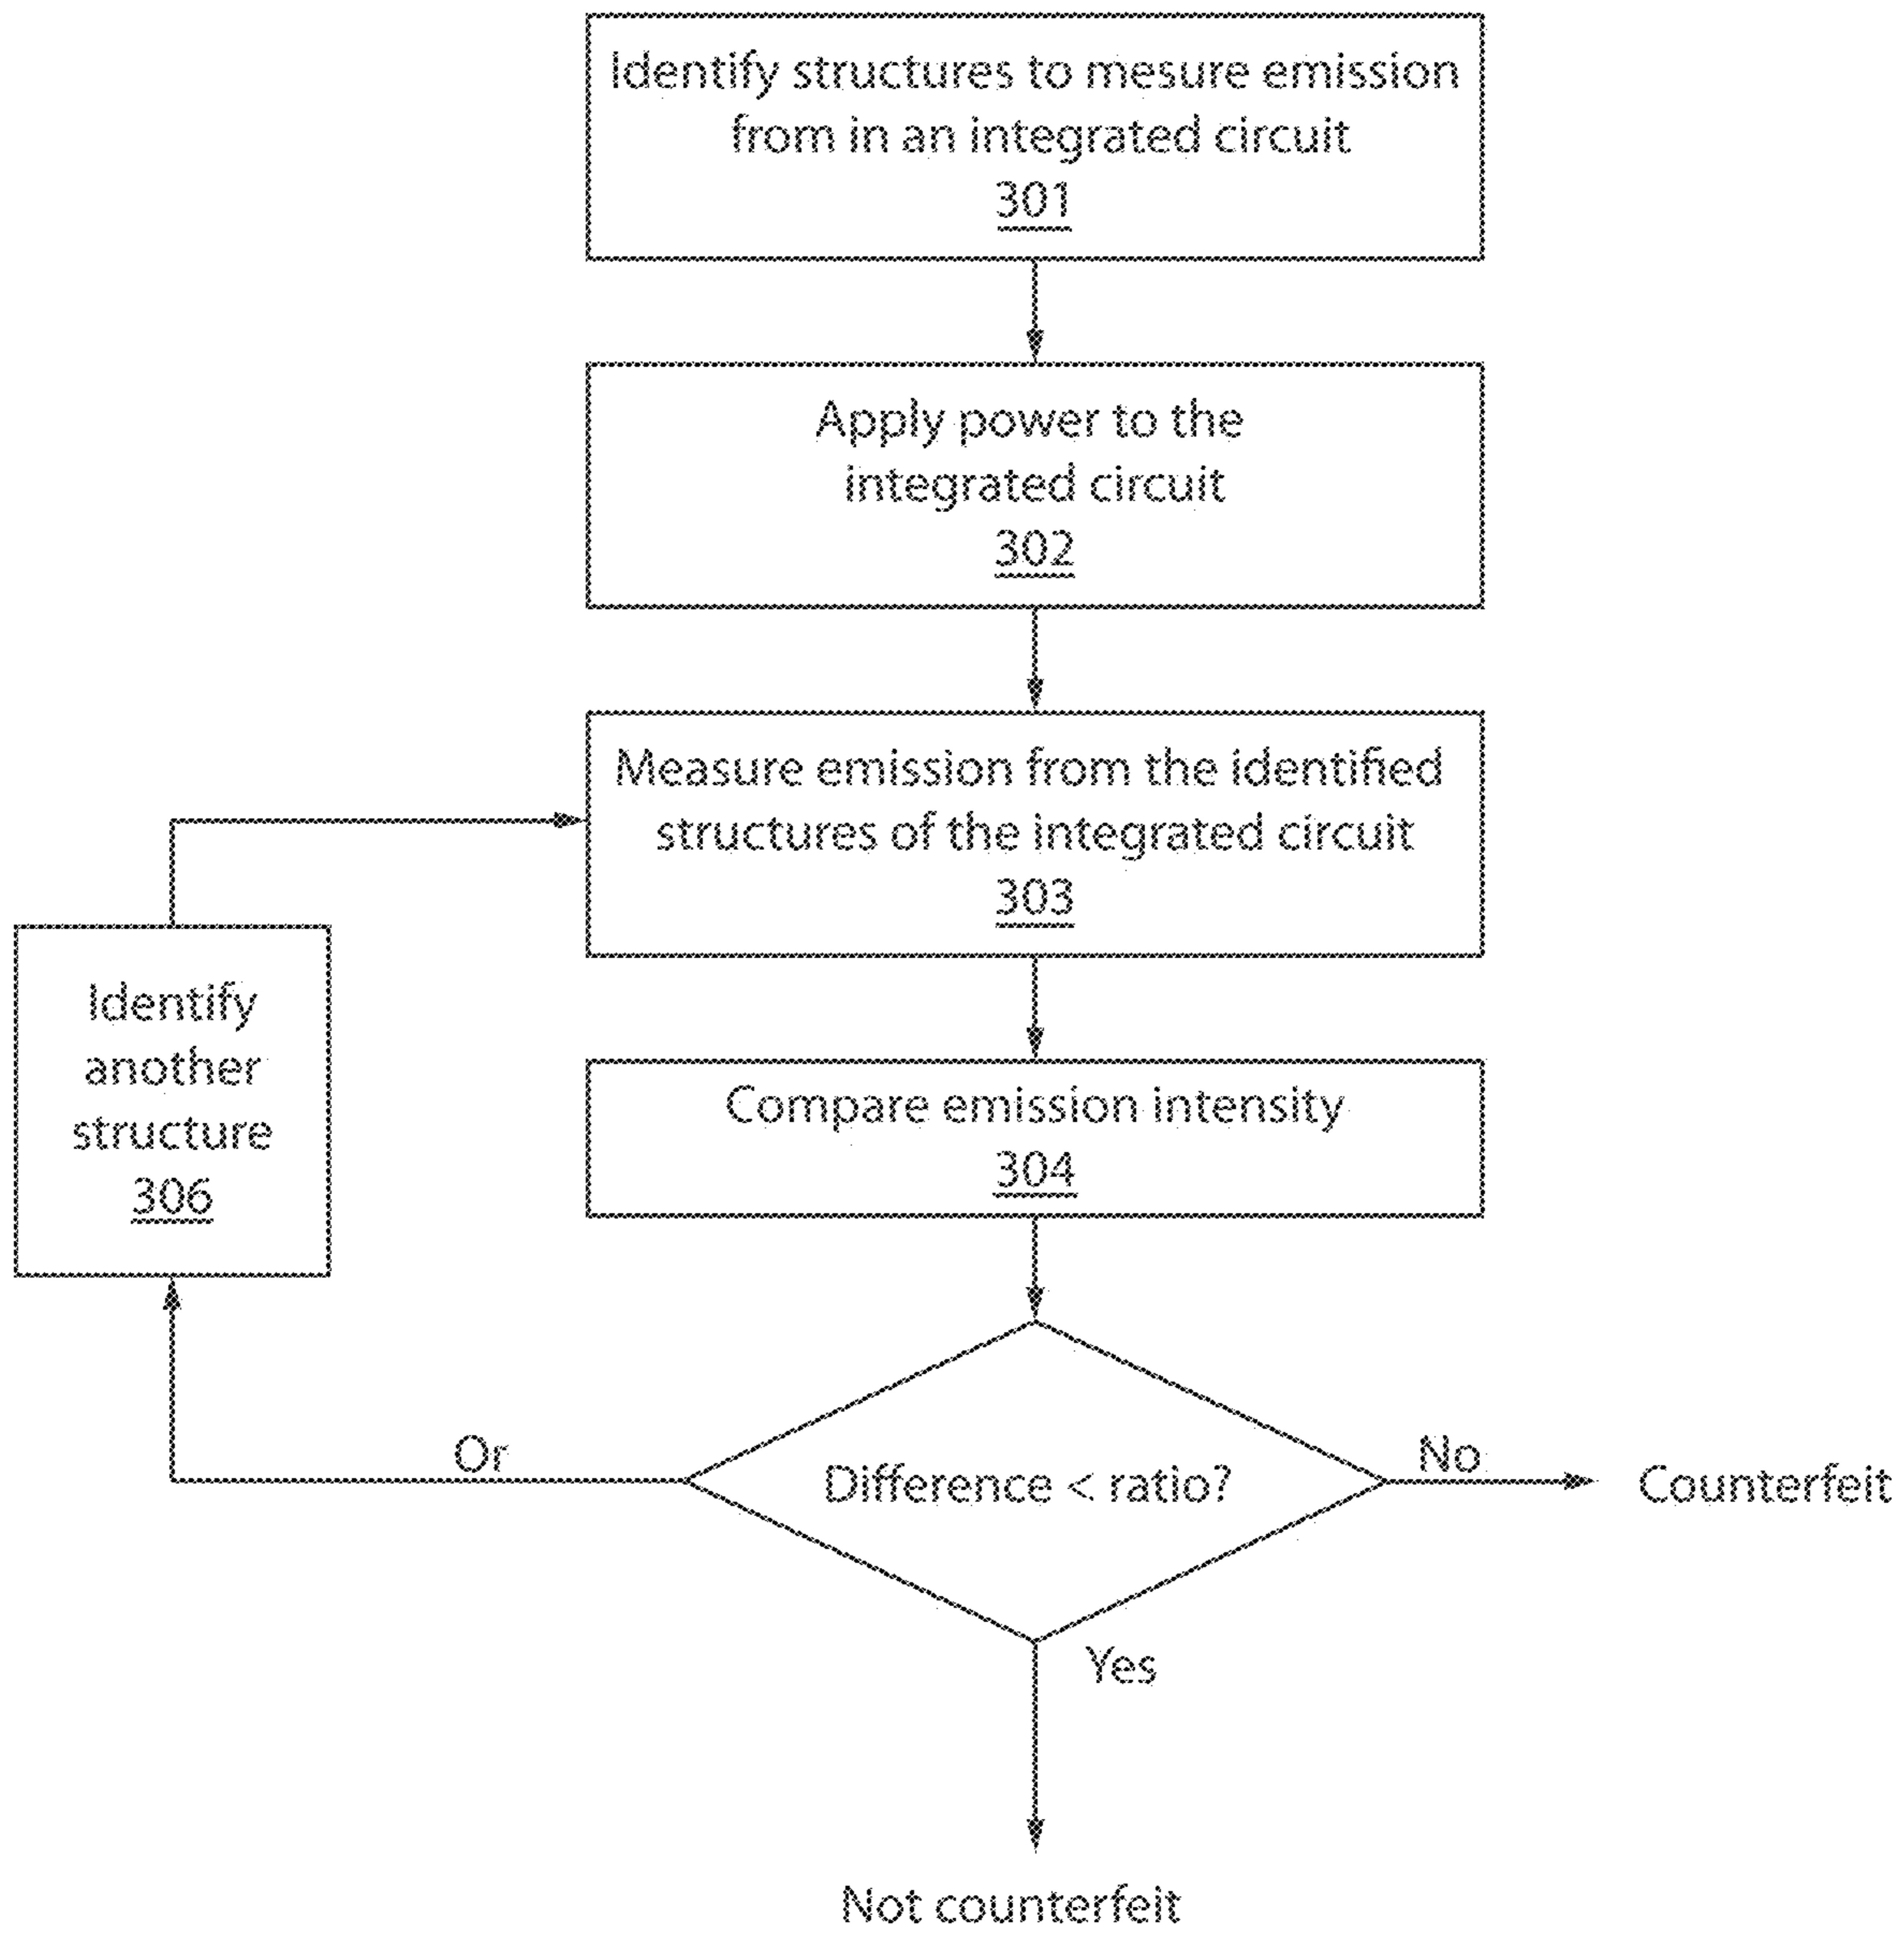 Identify structures to mesure emission
from in an integrated circuit
301
Apply power to the
integrated circuit
302
Measure emission from the identified
structures of the integrated circuit
303
Identify
another
structure
306
Compare emission intensity
304
Or
Difference < ratio?
No
Counterfeit
Yes
Not counterfeit